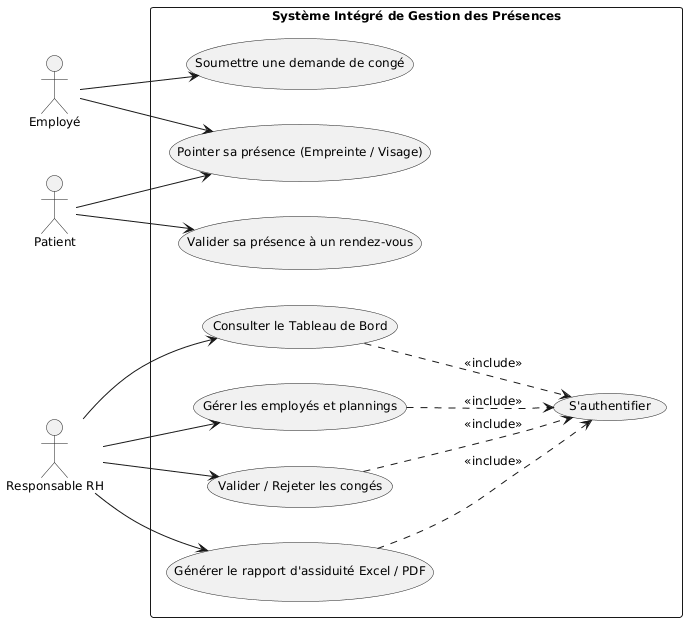 Système Intégré de Gestion des Présences
Soumettre une demande de congé
Employé
Pointer sa présence (Empreinte / Visage)
Patient
Valider sa présence à un rendez-vous
Consulter le Tableau de Bord
«include»
Gérer les employés et plannings
«include»
S'authentifier
«include»
Responsable RH
Valider / Rejeter les congés
«include»
Générer le rapport d'assiduité Excel / PDF